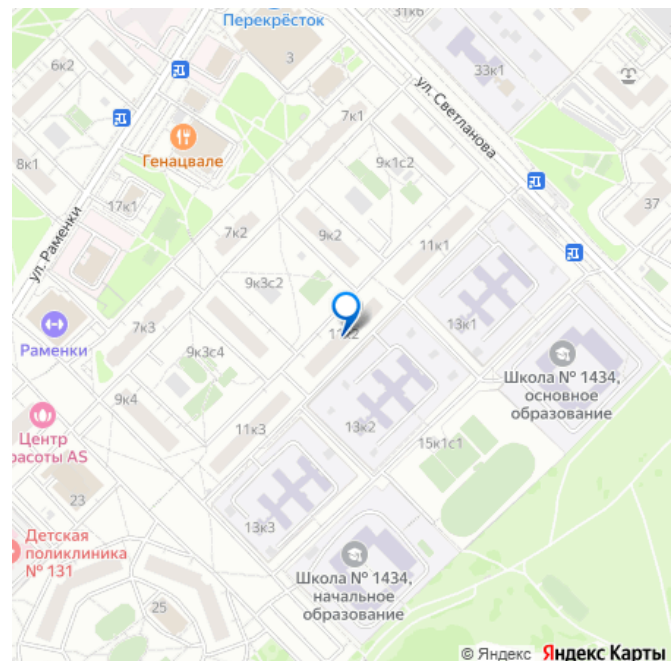 31к6
Перекрёсток
6к2
3
33к1
7к1
ул. Светланова
Генацвале
9к1с2
8к1
17к1
37
7к2
9к2
11к1
ул. Раменки
9к3с2
7к3
11к2
13к1
Раменки
9к3с4
Школа № 1434,
основное
образование
9к4
Центр
расоты AS
11к3
13к2
15к1с1
23
13к3
Детская
поликлиника
№ 131
Школа № 1434,
начальное
образование
25
© Яндекс Яндекс Карты